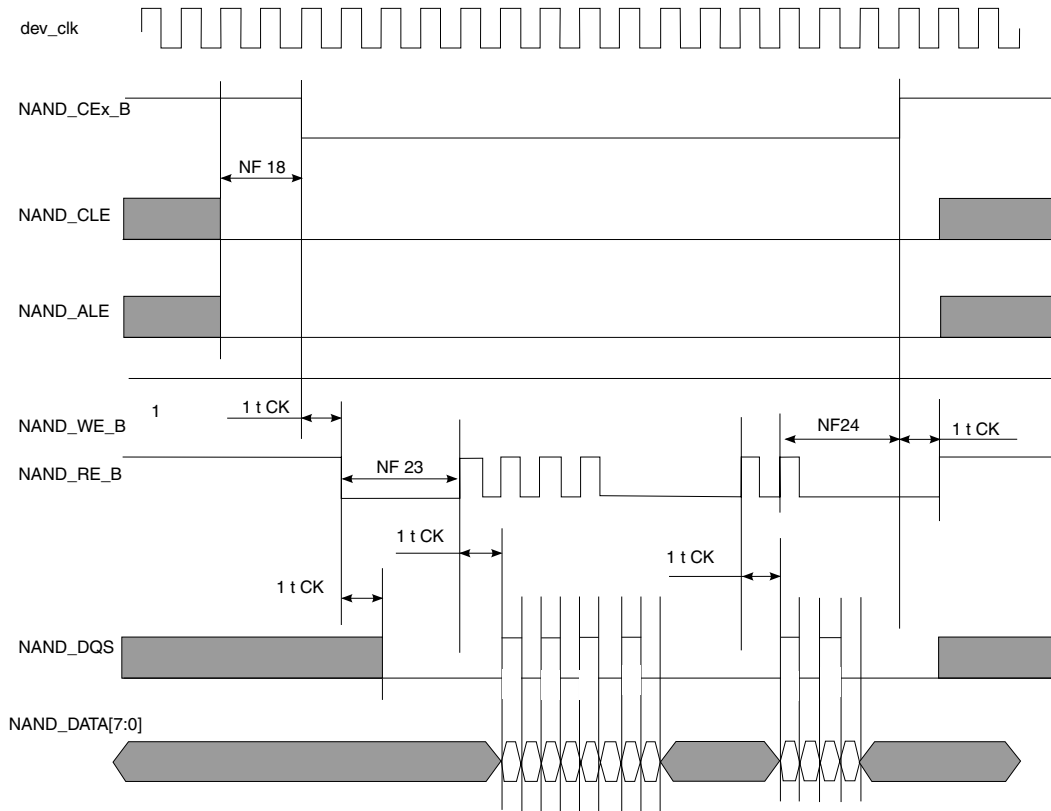 dev_clk
NAND_CEx_B
NF 18
NAND_CLE
NAND_ALE
1
1 t CK
NF24
1 t CK
NAND_WE_B
NF 23
NAND_RE_B
1 t CK
1 t CK
1 t CK
NAND_DQS
NAND_DATA[7:0]